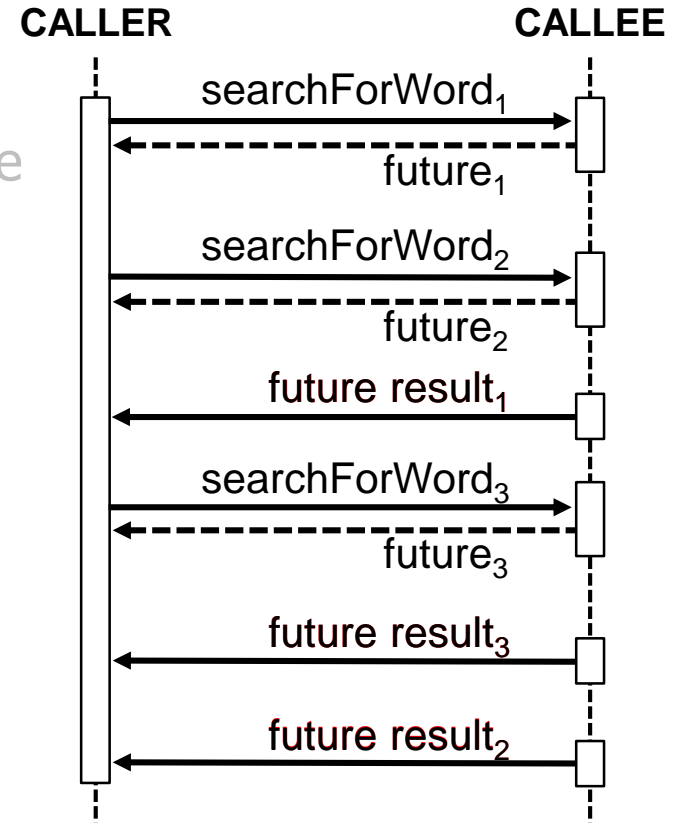 CALLER CALLEE
searchForWord₁
future₁
searchForWord₂
future₂
future result₁
searchForWord₃
future₃
future result₃
future result₂